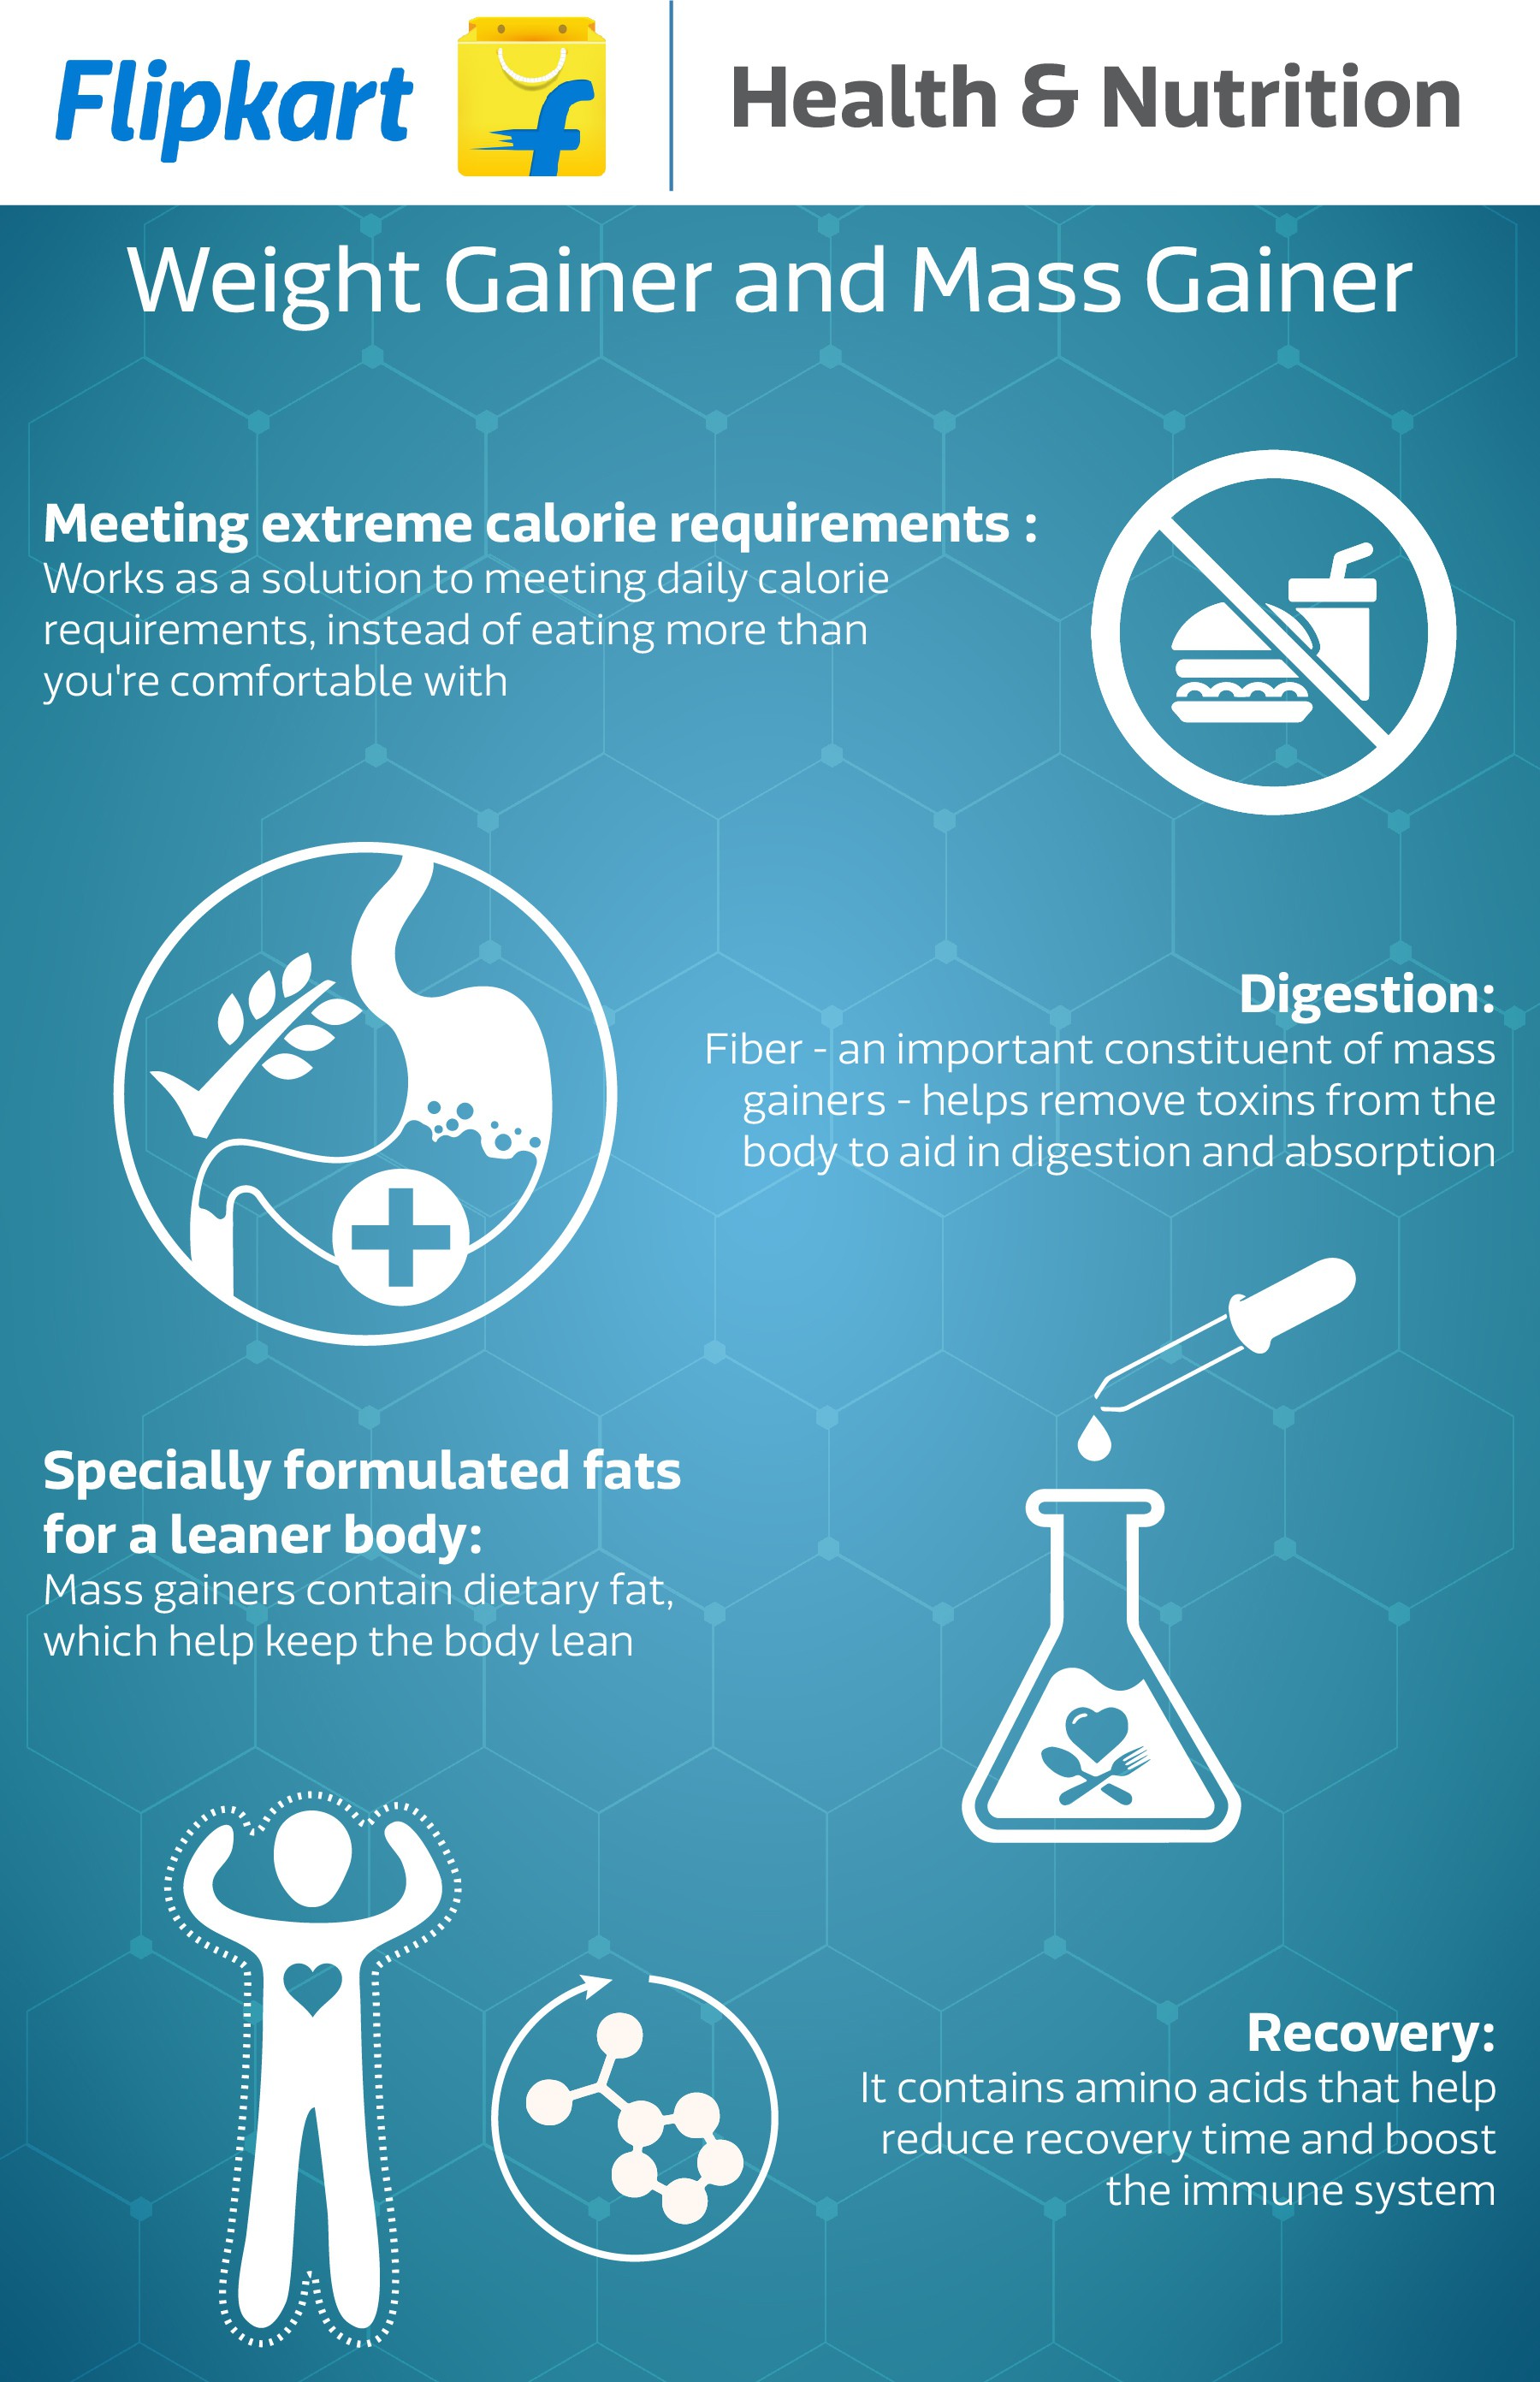 Flipkart
f
Health & Nutrition
Weight Gainer and Mass Gainer
Meeting extreme calorie requirements :
Works as a solution to meeting daily calorie
requirements, instead of eating more than
you're comfortable with
Digestion:
Fiber - an important constituent of mass
gainers - helps remove toxins from the
body to aid in digestion and absorption
Specially formulated fats
for a leaner body:
Mass gainers contain dietary fat,
which help keep the body lean
Recovery:
It contains amino acids that help
reduce recovery time and boost
the immune system